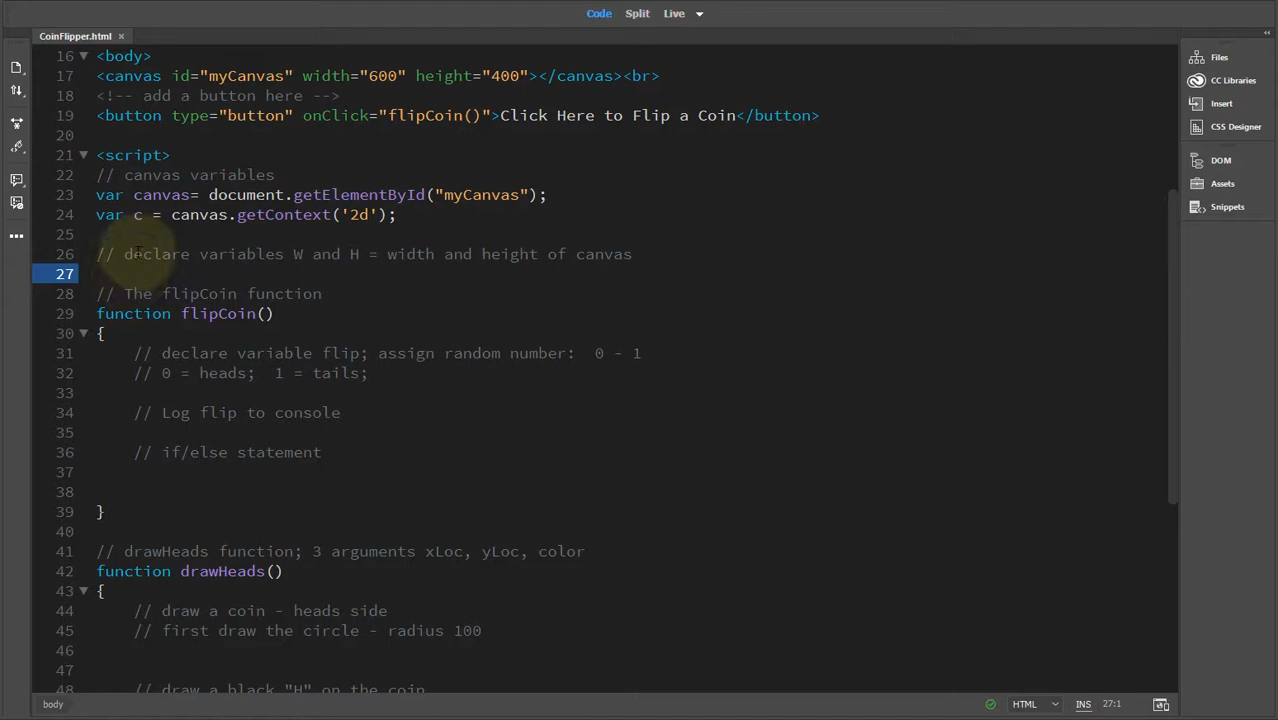 Code Split Live
CoinFlipper.html ×
16 <body>
17 <canvas id="myCanvas" width="600" height="400"></canvas><br>
18 <!-- add a button here -->
19 <button type="button" onClick="flipCoin()">Click Here to Flip a Coin</button>
20
21 <script>
22 // canvas variables
23 var canvas= document.getElementById("myCanvas");
24 var c = canvas.getContext('2d');
25
26 // declare variables W and H = width and height of canvas
27
28 // The flipCoin function
29 function flipCoin()
30 {
31 // declare variable flip; assign random number:  0 - 1
32 // 0 = heads;  1 = tails;
33
34 // Log flip to console
35
36 // if/else statement
37
38
39 }
40
41 // drawHeads function; 3 arguments xLoc, yLoc, color
42 function drawHeads()
43 {
44 // draw a coin - heads side
45 // first draw the circle - radius 100
46
47
48 // draw a black "H" on the coin
Files
CC Libraries
Insert
CSS Designer
DOM
Assets
Snippets
body HTML INS 27:1